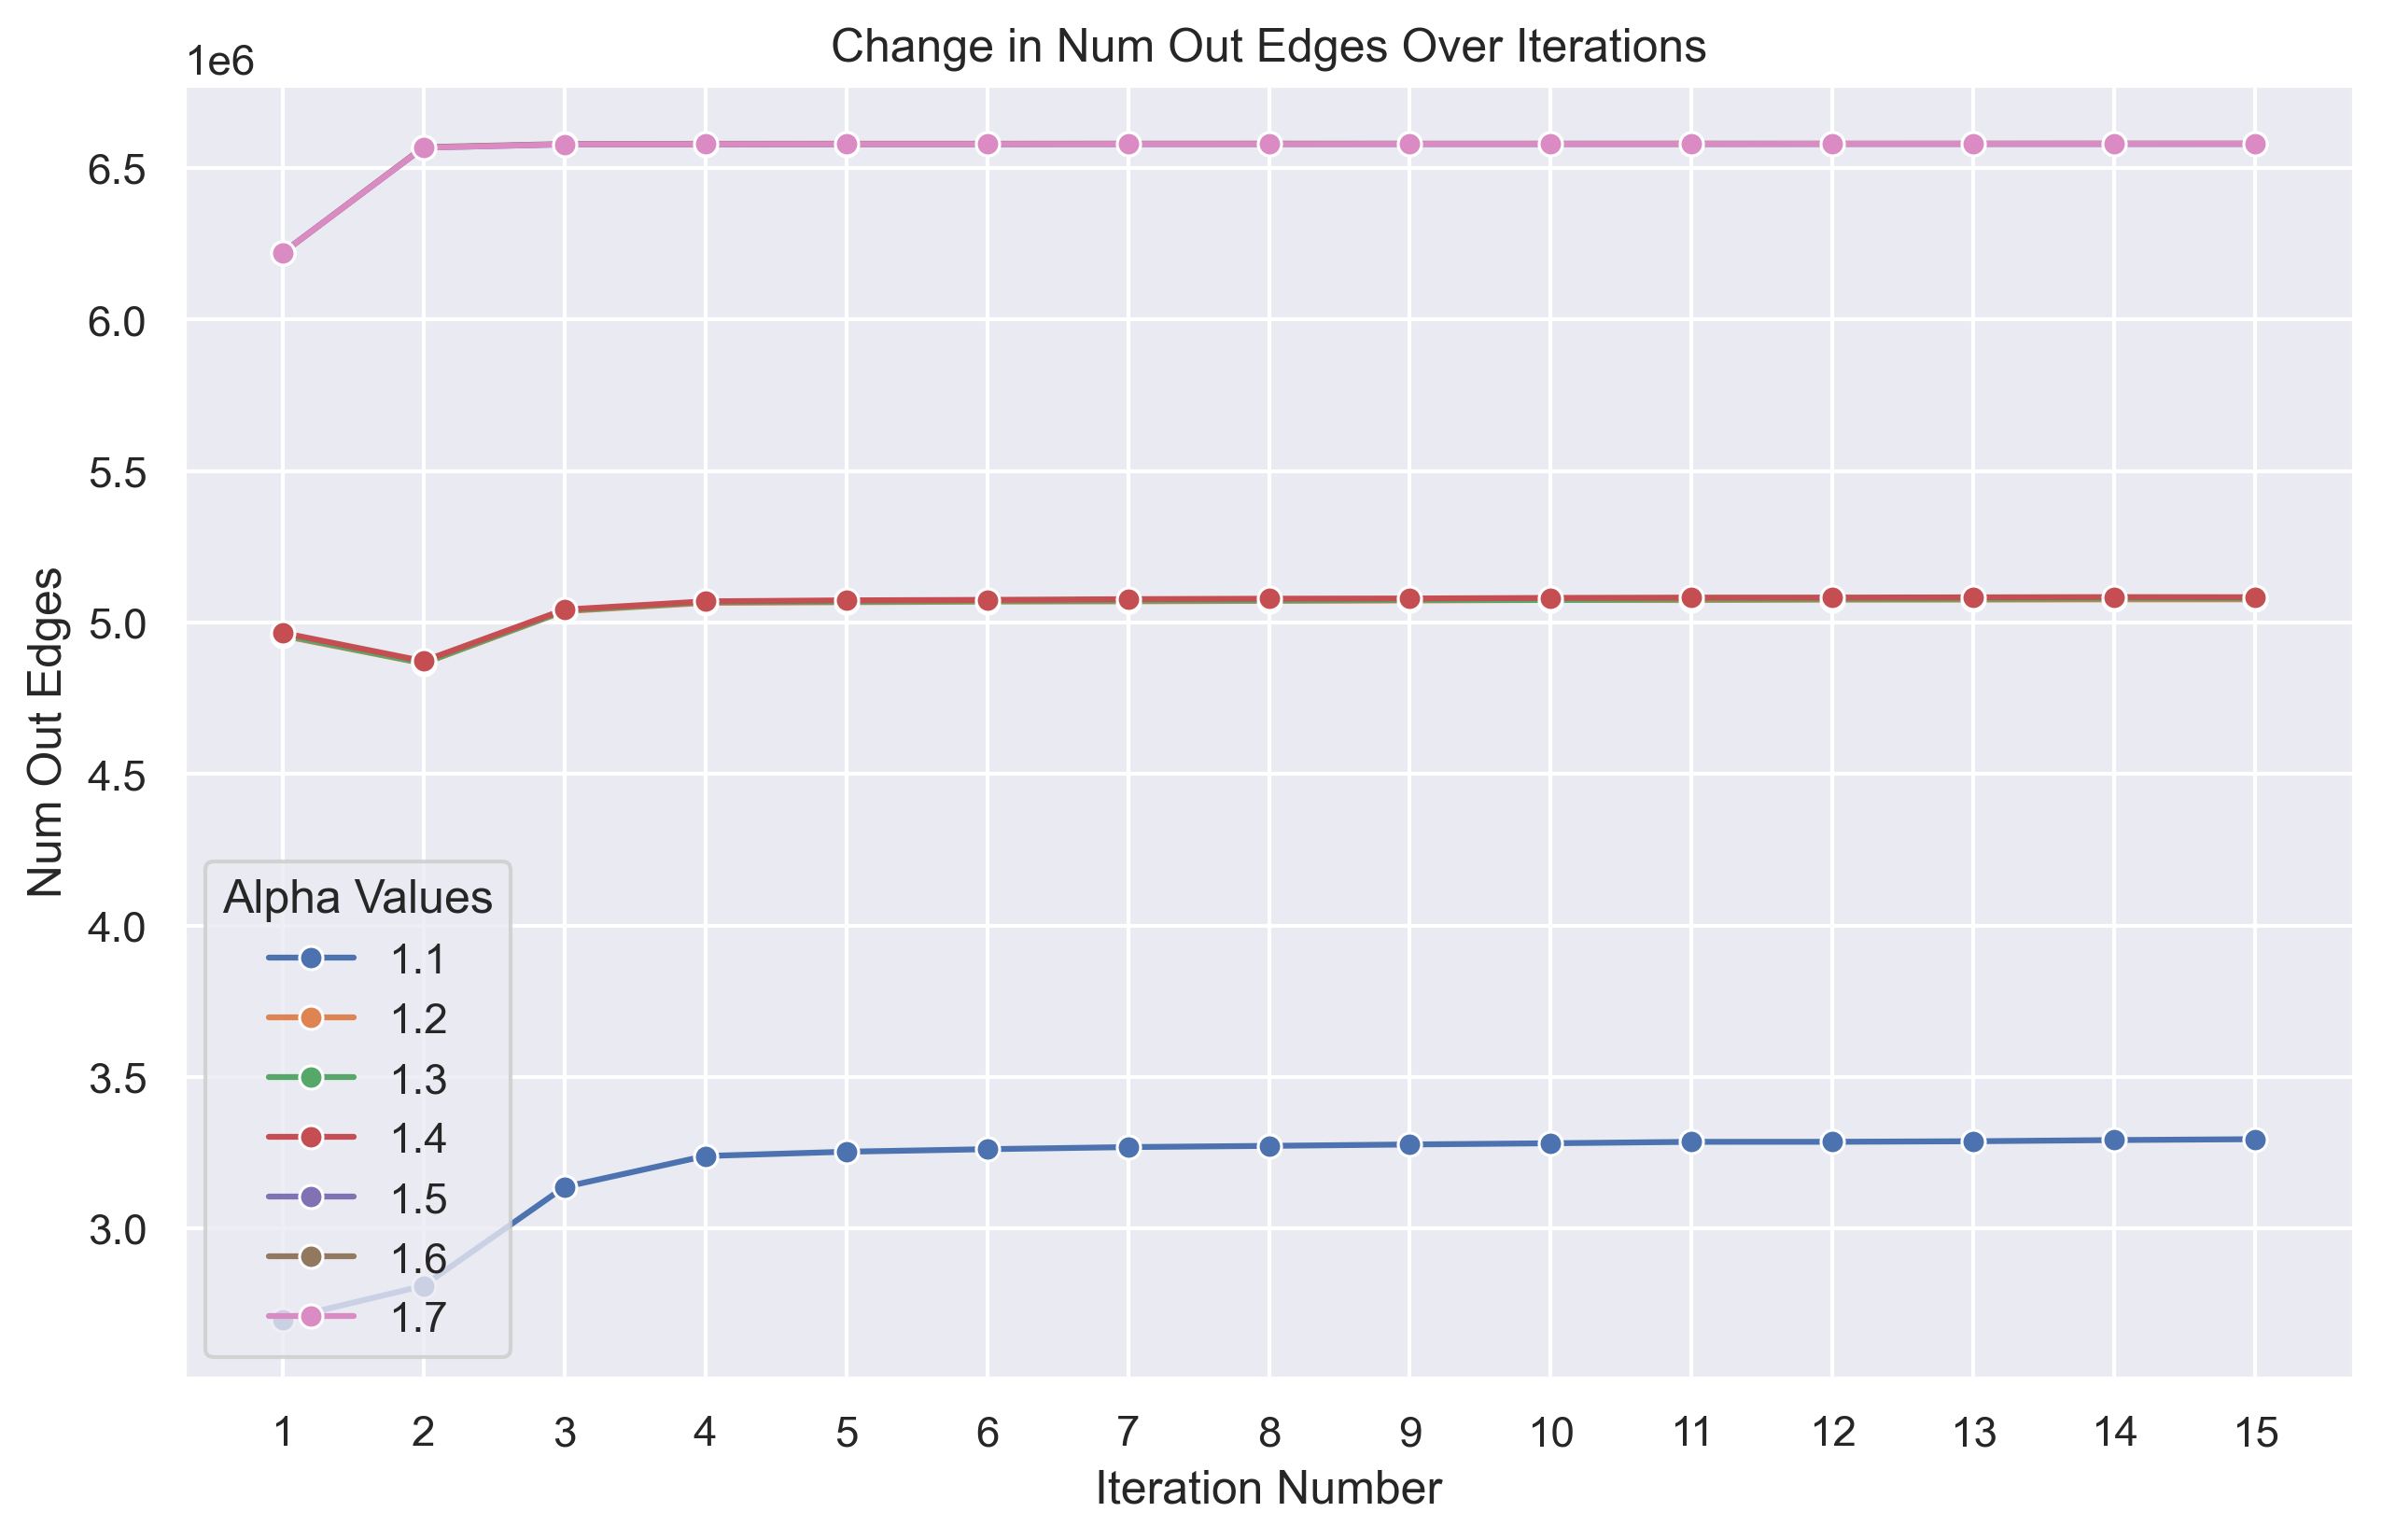 Change in Num Out Edges Over Iterations
1e6
6.5
6.0
5.5
5.0
4.5
4.0
3.5
3.0
Num Out Edges
Alpha Values
1.1
1.2
1.3
1.4
1.5
1.6
1.7
1 2 3 4 5 6 7 8 9 10 11 12 13 14 15
Iteration Number